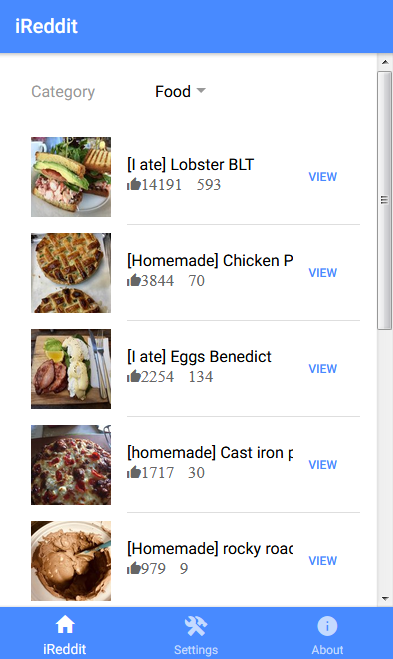 iReddit
Category Food
[I ate] Lobster BLT
14191 593
VIEW
[Homemade] Chicken P
3844 70
VIEW
[I ate] Eggs Benedict
2254 134
VIEW
[homemade] Cast iron p
1717 30
VIEW
[Homemade] rocky road
979 9
VIEW
iReddit Settings About